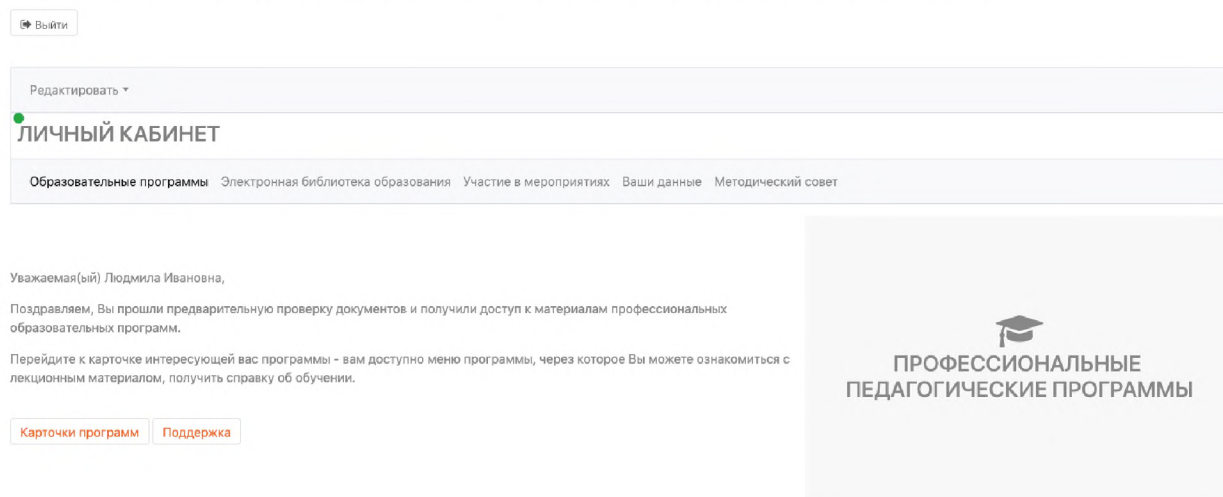 Выйти
Редактировать
ЛИЧНЫЙ КАБИНЕТ
Образовательные программы Электронная библиотека образования Участие в мероприятиях Ваши данные Методический совет
Уважаемая(ый) Людмила Ивановна,
Поздравляем, Вы прошли предварительную проверку документов и получили доступ к материалам профессиональных
образовательных программ.
Перейдите к карточке интересующей вас программы - вам доступно меню программы, через которое Вы можете ознакомиться с
лекционным материалом, получить справку об обучении.
Карточки программ Поддержка
ПРОФЕССИОНАЛЬНЫЕ
ПЕДАГОГИЧЕСКИЕ ПРОГРАММЫ